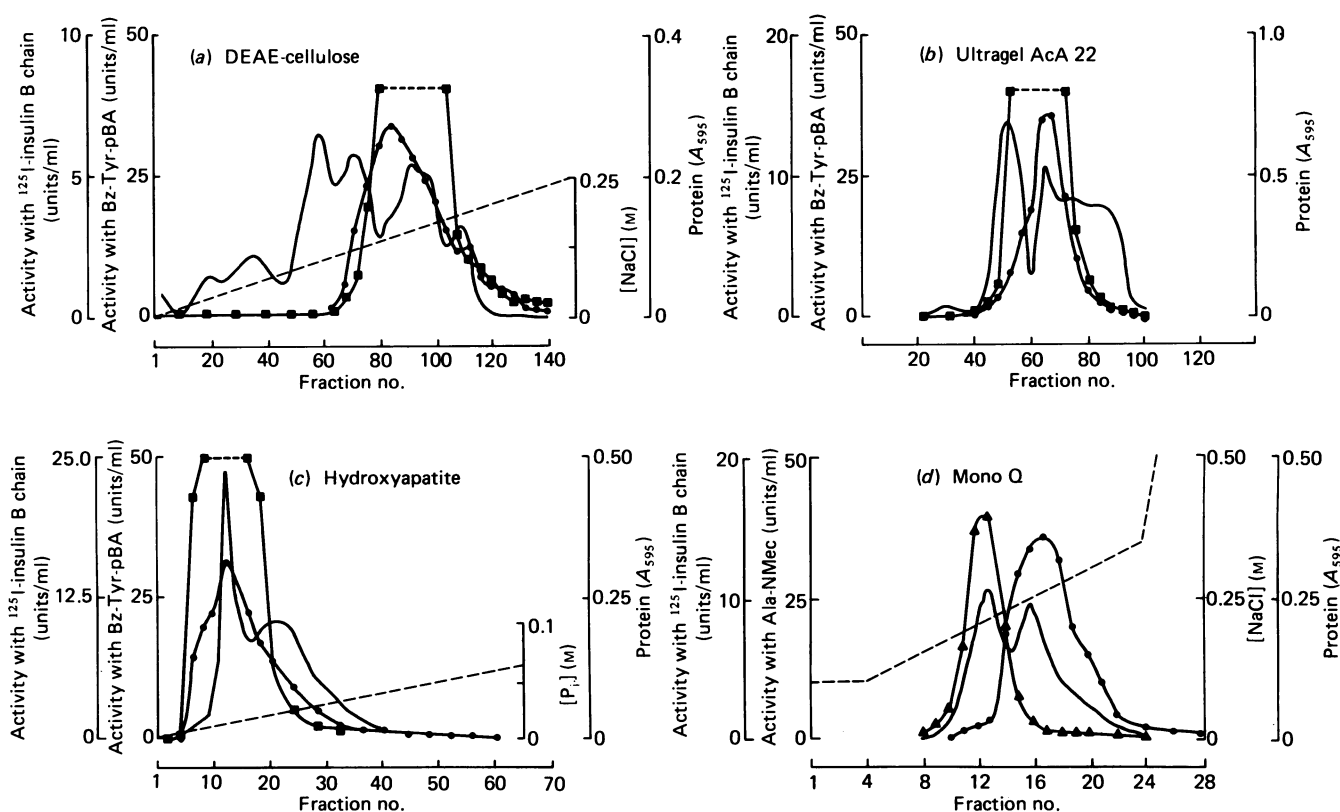 (a) DEAE-cellulose
Activity with ¹²⁵I-insulin B chain
(units/ml)
10
5
0
Activity with Bz-Tyr-pBA (units/ml)
50
25
0
0.25
0
[NaCl] (M)
0.4
0.2
0
Protein (A₅₉₅)
1 20 40 60 80 100 120 140
Fraction no.
(b) Ultragel AcA 22
Activity with ¹²⁵I-insulin B chain
(units/ml)
20
10
0
Activity with Bz-Tyr-pBA (units/ml)
50
25
0
1.0
0.5
0
Protein (A₅₉₅)
20 40 60 80 100 120
Fraction no.
(c) Hydroxyapatite
Activity with ¹²⁵I-insulin B chain
(units/ml)
25.0
12.5
0
Activity with Bz-Tyr-pBA (units/ml)
50
25
0
0.1
0
[Pᵢ] (M)
0.50
0.25
0
Protein (A₅₉₅)
1 10 20 30 40 50 60 70
Fraction no.
(d) Mono Q
Activity with ¹²⁵I-insulin B chain
(units/ml)
20
10
0
Activity with Ala-NMec (units/ml)
50
25
0
0.50
0.25
0
[NaCl] (M)
0.50
0.25
0
Protein (A₅₉₅)
1 4 8 12 16 20 24 28
Fraction no.